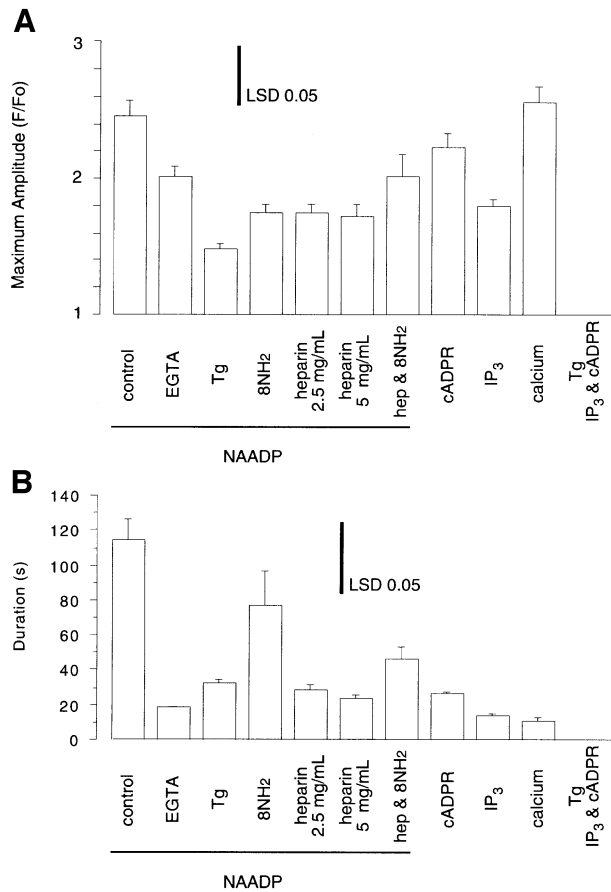 A
3
2
1
Maximum Amplitude (F/Fo)
LSD 0.05
control
EGTA
Tg
8NH2
heparin
2.5 mg/mL
heparin
5 mg/mL
hep & 8NH2
cADPR
IP3
calcium
Tg
IP3 & cADPR
NAADP
B
140
120
100
80
60
40
20
0
Duration (s)
LSD 0.05
control
EGTA
Tg
8NH2
heparin
2.5 mg/mL
heparin
5 mg/mL
hep & 8NH2
cADPR
IP3
calcium
Tg
IP3 & cADPR
NAADP